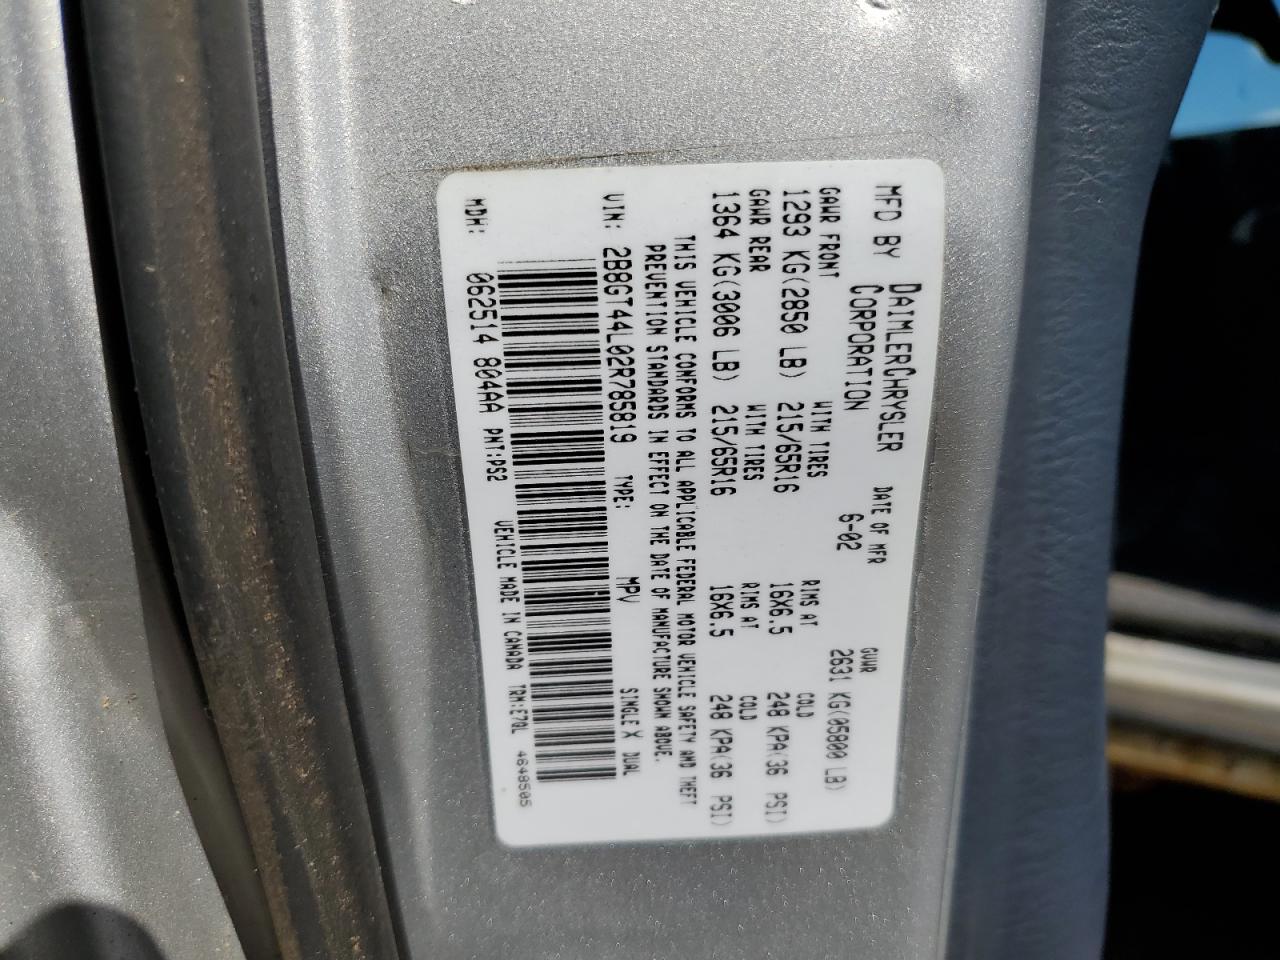 MFD BY DAIMLERCHRYSLER CORPORATION DATE OF MFR 6-02 GVWR 2631 KG(05800 LB)
GAWR FRONT WITH TIRES RIMS AT COLD
1293 KG(2850 LB) 215/65R16 16X6.5 248 KPA(36 PSI)
GAWR REAR WITH TIRES RIMS AT COLD
1364 KG(3006 LB) 215/65R16 16X6.5 248 KPA(36 PSI)
THIS VEHICLE CONFORMS TO ALL APPLICABLE FEDERAL MOTOR VEHICLE SAFETY AND THEFT
PREVENTION STANDARDS IN EFFECT ON THE DATE OF MANUFACTURE SHOWN ABOVE.
VIN: 2B8GT44L02R785819 TYPE: MPV SINGLE X DUAL
MDH: 062514 804AA PNT:PS2 VEHICLE MADE IN CANADA TRM:E7QL 4648505